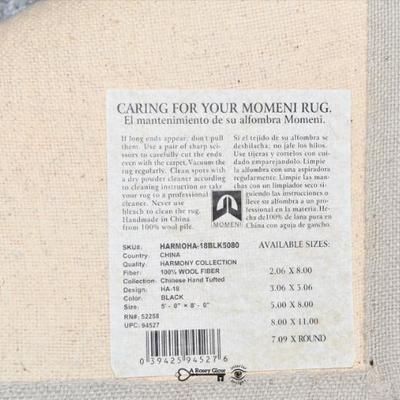 CARING FOR YOUR MOMENI RUG.
El mantenimiento de su alfombra Momeni.
If long ends appear, don't pull
them. Use a pair of sharp scis-
sors to carefully cut the ends
even with the carpet. Vacuum the
rug regularly. Clean spots with
a dry powder cleaner according
to cleaning instruction or take
your rug to a professional
cleaner. Never use
bleach to clean the rug.
Handmade in China
from 100% wool pile.
Si el tejido de su alfombra se
deshilacha; no jale los hilos.
Use tijeras y cortelos con cui-
dado emparejandolo. Limpie
la alfombra con una aspiradora
regularmente. Limpie las man-
chas con un limpiador seco si-
guiendo las instrucciones o
lleve su alfombra a un pro-
fesional en la materia. He-
cho de 100% de lana pura en
China con aguja de gancho.
MOMENI
SKU#: HARMOHA-18BLK5080
Country: CHINA
Quality: HARMONY COLLECTION
Fiber: 100% WOOL FIBER
Collection: Chinese Hand Tufted
Design: HA-18
Color: BLACK
Size: 5' - 0" X 8' - 0"
RN#: 52258
UPC: 94527
0 39425 94527 6
AVAILABLE SIZES:
2.06 X 8.00
3.06 X 5.06
5.00 X 8.00
8.00 X 11.00
7.09 X ROUND
A Rosey Glow